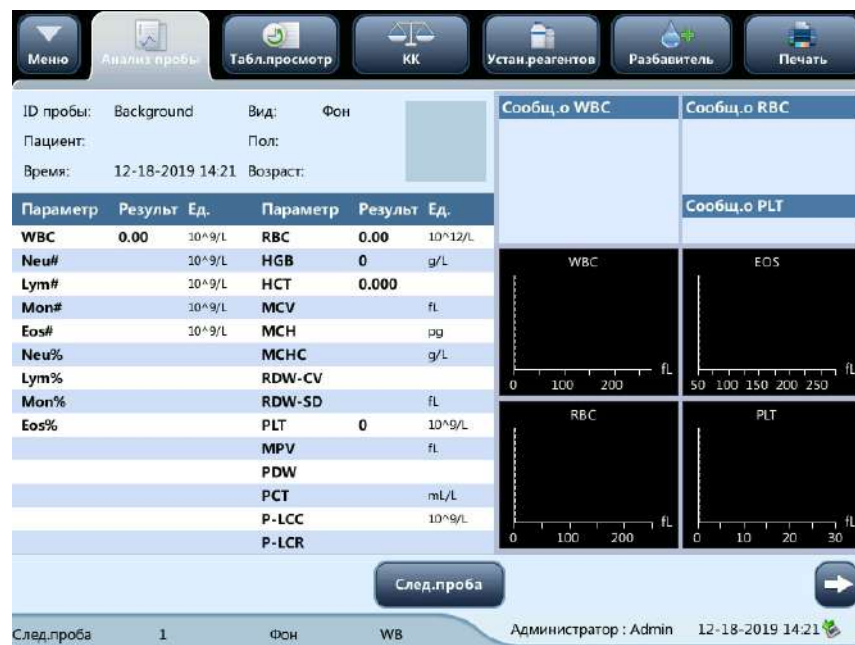 Меню Анализ пробы Табл.просмотр КК Устан.реагентов Разбавитель Печать
ID пробы: Background Вид: Фон
Пациент: Пол:
Время: 12-18-2019 14:21 Возраст:
Сообщ.о WBC Сообщ.о RBC
Сообщ.о PLT
Параметр Результ Ед. Параметр Результ Ед.
WBC 0.00 10^9/L RBC 0.00 10^12/L
Neu# 10^9/L HGB 0 g/L
Lym# 10^9/L HCT 0.000
Mon# 10^9/L MCV fL
Eos# 10^9/L MCH pg
Neu% MCHC g/L
Lym% RDW-CV
Mon% RDW-SD fL
Eos% PLT 0 10^9/L
MPV fL
PDW
PCT mL/L
P-LCC 10^9/L
P-LCR
WBC
fL
0 100 200
EOS
fL
50 100 150 200 250
RBC
fL
0 100 200
PLT
fL
0 10 20 30
След.проба
След.проба 1 Фон WB Администратор : Admin 12-18-2019 14:21